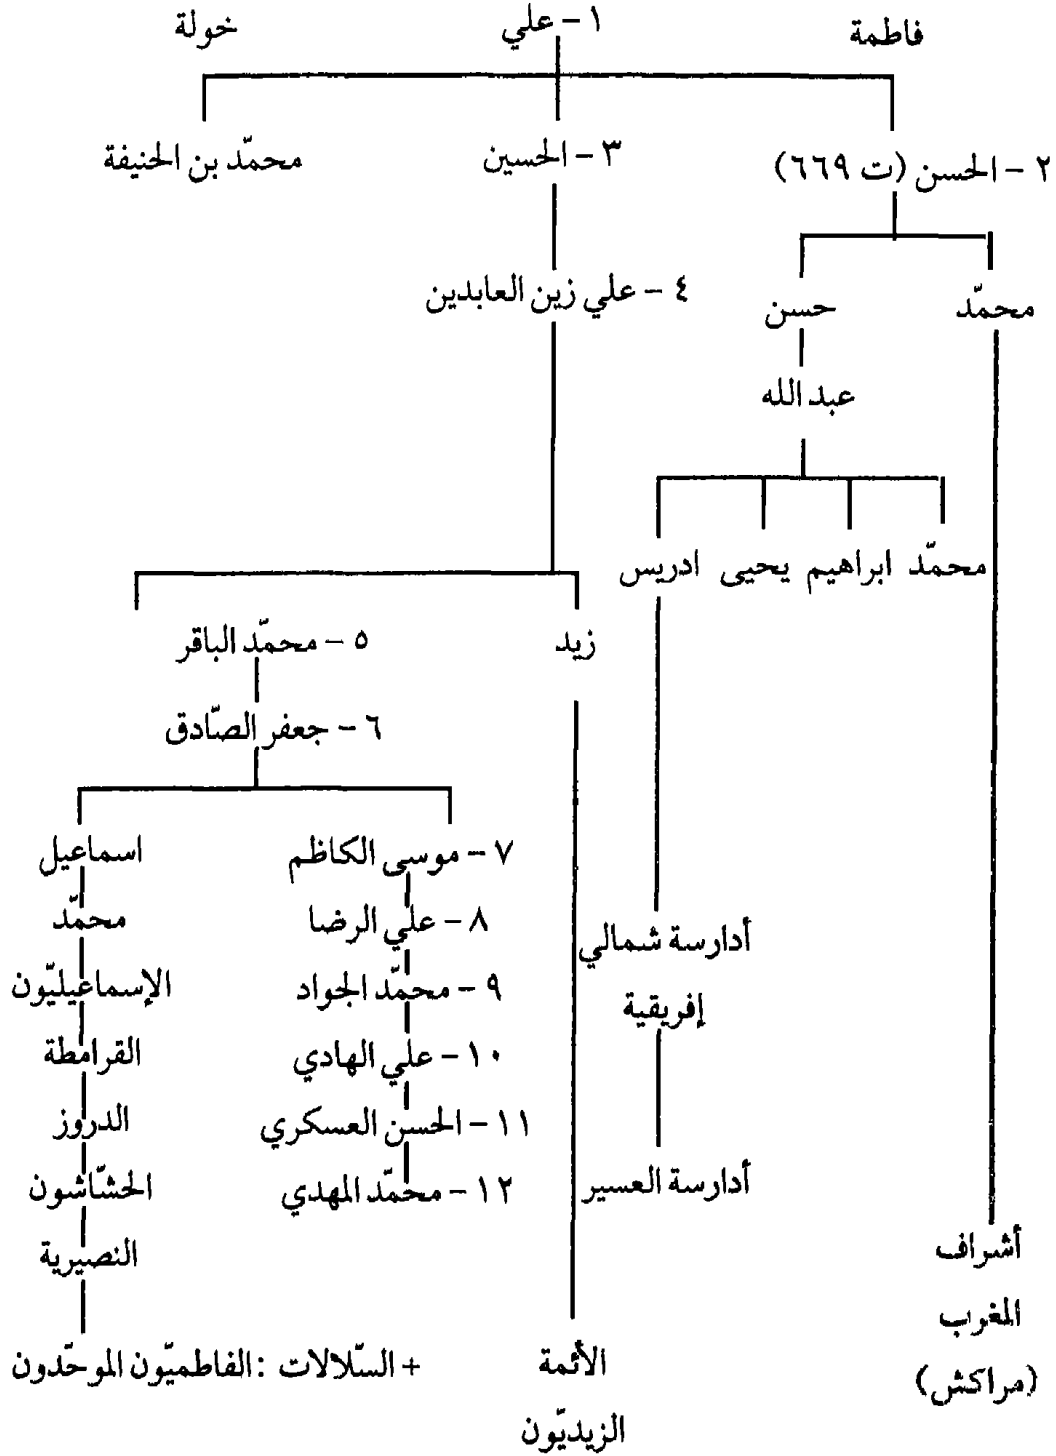 فاطمة
١ – علي
خولة
٢ – الحسن (ت ٦٦٩)
٣ – الحسين
محمّد بن الحنيفة
محمّد
حسن
٤ – علي زين العابدين
عبد الله
محمّد ابراهيم يحيى ادريس
زيد
٥ – محمّد الباقر
٦ – جعفر الصّادق
٧ – موسى الكاظم
اسماعيل
٨ – علي الرضا
محمّد
أدارسة شمالي
إفريقية
٩ – محمّد الجواد
الإسماعيليّون
١٠ – علي الهادي
القرامطة
١١ – الحسن العسكري
الدروز
أدارسة العسير
١٢ – محمّد المهدي
الحشّاشون
النصيرية
أشراف
المغرب
(مراكش)
الأئمة
الزيديّون
+ السّلالات : الفاطميّون الموحّدون